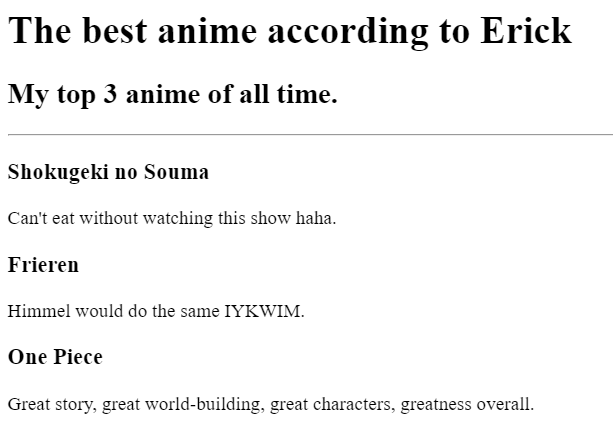 The best anime according to Erick
My top 3 anime of all time.
Shokugeki no Souma
Can't eat without watching this show haha.
Frieren
Himmel would do the same IYKWIM.
One Piece
Great story, great world-building, great characters, greatness overall.